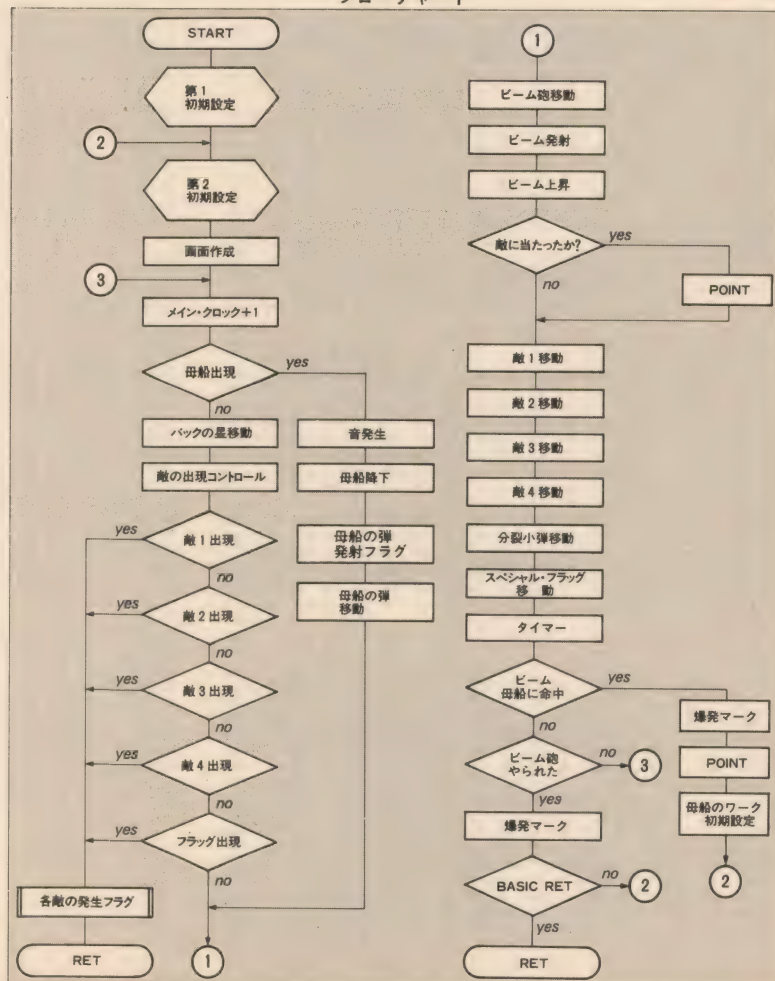 フローチャート
START
第1
初期設定
2
第2
初期設定
画面作成
3
メイン・クロック+1
母船出現
yes
no
バックの星移動
敵の出現コントロール
yes
敵1出現
no
yes
敵2出現
no
yes
敵3出現
no
yes
敵4出現
no
yes
フラッグ出現
no
各敵の発生フラグ
RET
1
音発生
母船降下
母船の弾
発射フラグ
母船の弾
移動
1
ビーム砲移動
ビーム発射
ビーム上昇
敵に当たったか?
yes
no
POINT
敵1移動
敵2移動
敵3移動
敵4移動
分裂小弾移動
スペシャル・フラッグ
移 動
タイマー
ビーム
母船に命中
yes
no
ビーム砲
やられた
no
3
yes
爆発マーク
BASIC RET
no
2
yes
RET
爆発マーク
POINT
母船のワーク
初期設定
2